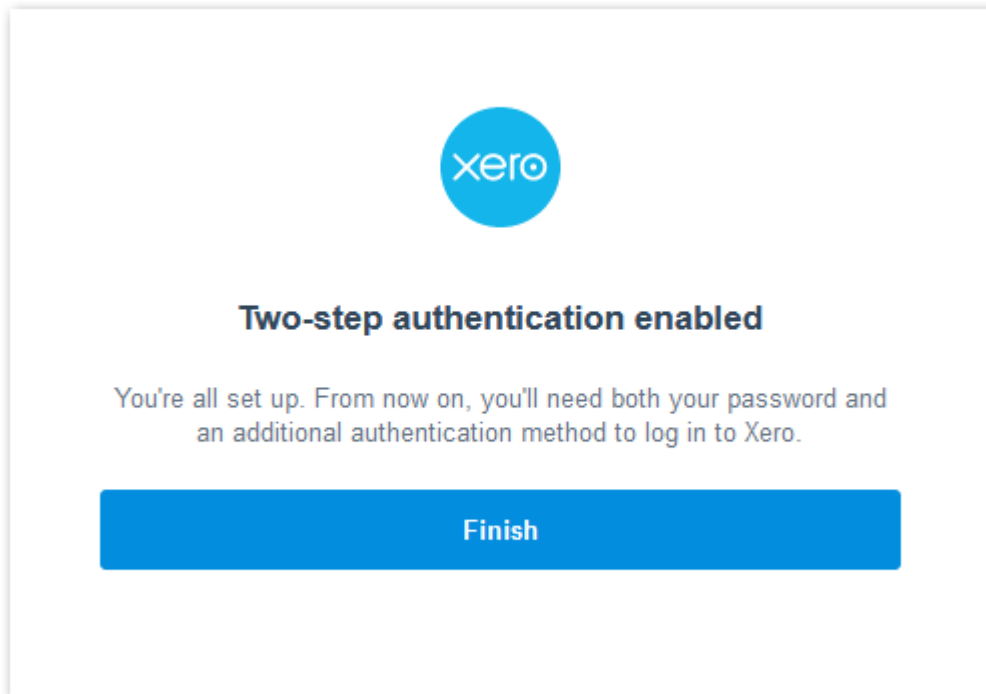 xero
Two-step authentication enabled
You're all set up. From now on, you'll need both your password and
an additional authentication method to log in to Xero.
Finish